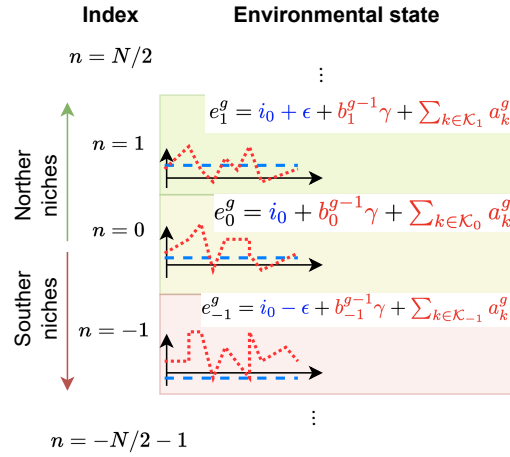 Index
Environmental state
n = N/2
⋮
e_1^g = i_0 + ϵ + b_1^{g-1}γ + ∑_{k∈𝒦_1} a_k^g
n = 1
Norther niches
n = 0
e_0^g = i_0 + b_0^{g-1}γ + ∑_{k∈𝒦_0} a_k^g
Souther niches
e_{-1}^g = i_0 − ϵ + b_{-1}^{g-1}γ + ∑_{k∈𝒦_{-1}} a_k^g
n = −1
⋮
n = −N/2 − 1